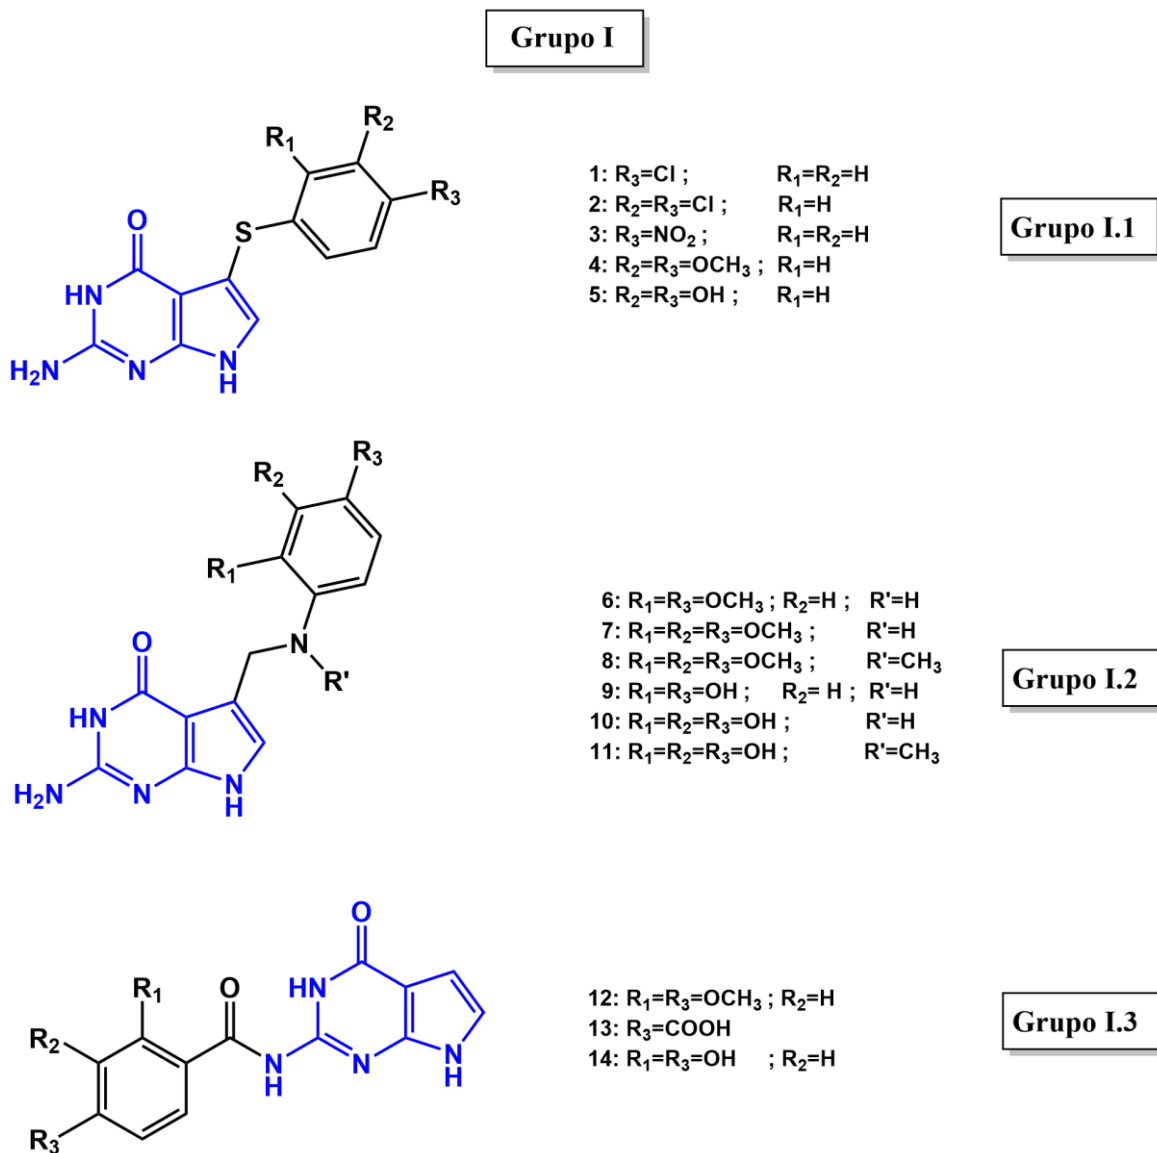 Grupo I
R₁
R₂
R₃
S
O
HN
H₂N
N
N
H
1: R₃=Cl ; R₁=R₂=H
2: R₂=R₃=Cl ; R₁=H
3: R₃=NO₂ ; R₁=R₂=H
4: R₂=R₃=OCH₃ ; R₁=H
5: R₂=R₃=OH ; R₁=H
Grupo I.1
R₃
R₂
R₁
N
R'
O
HN
H₂N
N
N
H
6: R₁=R₃=OCH₃ ; R₂=H ; R'=H
7: R₁=R₂=R₃=OCH₃ ; R'=H
8: R₁=R₂=R₃=OCH₃ ; R'=CH₃
9: R₁=R₃=OH ; R₂= H ; R'=H
10: R₁=R₂=R₃=OH ; R'=H
11: R₁=R₂=R₃=OH ; R'=CH₃
Grupo I.2
O
R₁
O
HN
R₂
N
H
N
N
H
R₃
12: R₁=R₃=OCH₃ ; R₂=H
13: R₃=COOH
14: R₁=R₃=OH ; R₂=H
Grupo I.3